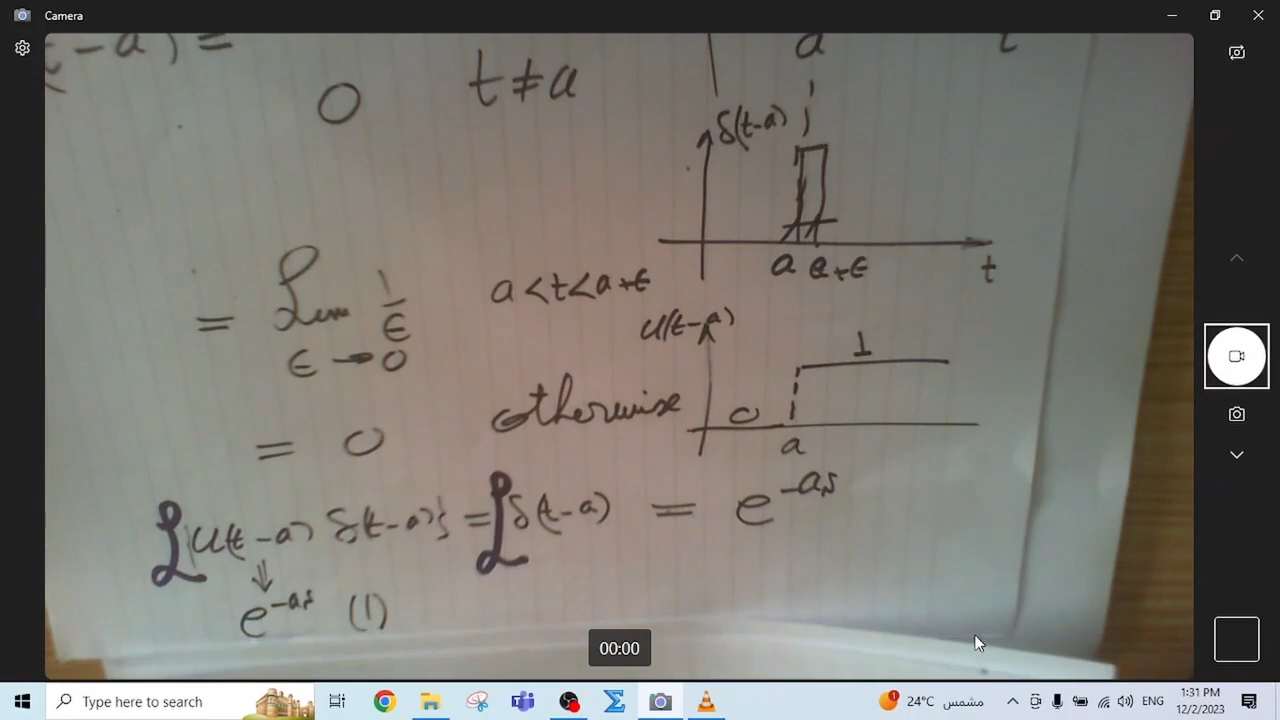 Camera
t-a) =
a
t
0 t≠a
δ(t-a)
a a+ϵ t
= Lim 1/ϵ a<t<a+ϵ
ϵ → 0
u(t-a)
1
= 0 otherwise
0
a
ℒ{u(t-a) δ(t-a)} = ℒ δ(t-a) = e^-as
↓
e^-as (1)
00:00
Type here to search
1
24°C مشمس
ENG
1:31 PM
12/2/2023